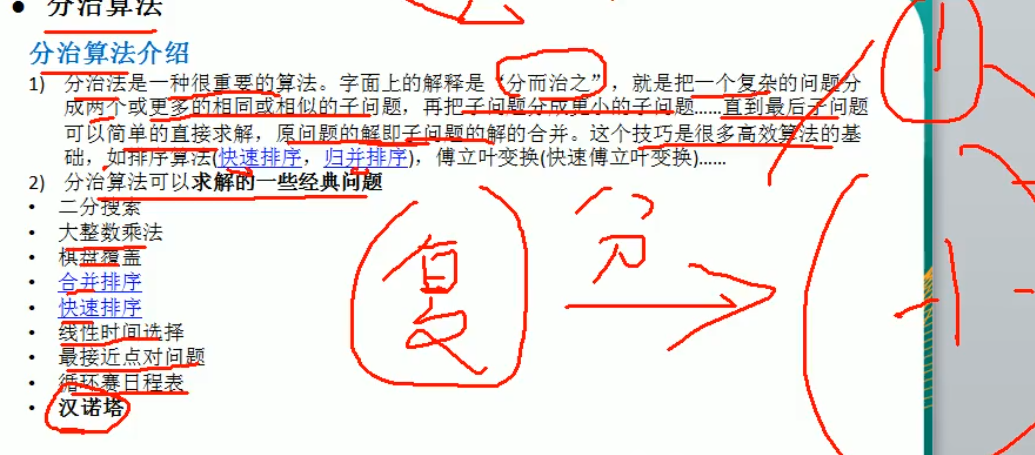 ● 分治算法
分治算法介绍
1) 分治法是一种很重要的算法。字面上的解释是“分而治之”，就是把一个复杂的问题分
成两个或更多的相同或相似的子问题，再把子问题分成更小的子问题……直到最后子问题
可以简单的直接求解，原问题的解即子问题的解的合并。这个技巧是很多高效算法的基
础，如排序算法(快速排序，归并排序)，傅立叶变换(快速傅立叶变换)……
2) 分治算法可以求解的一些经典问题
• 二分搜索
• 大整数乘法
• 棋盘覆盖
• 合并排序
• 快速排序
• 线性时间选择
• 最接近点对问题
• 循环赛日程表
• 汉诺塔
复
分